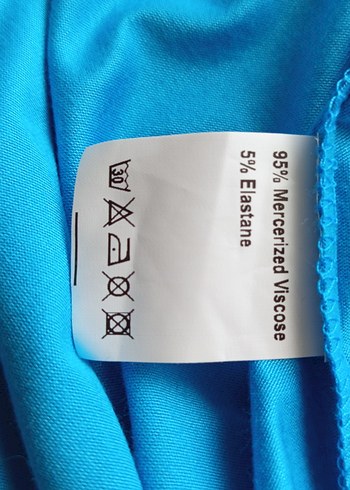 95% Mercerized Viscose
5% Elastane
30